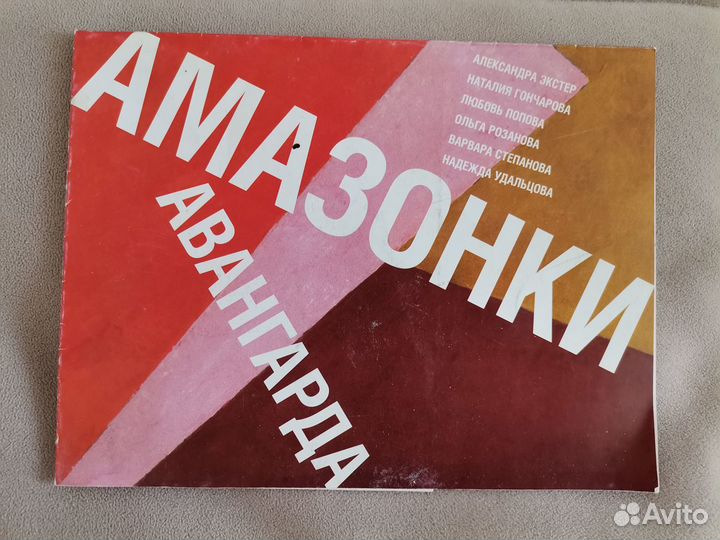 АМАЗОНКИ
АВАНГАРДА
АЛЕКСАНДРА ЭКСТЕР
НАТАЛИЯ ГОНЧАРОВА
ЛЮБОВЬ ПОПОВА
ОЛЬГА РОЗАНОВА
ВАРВАРА СТЕПАНОВА
НАДЕЖДА УДАЛЬЦОВА
Avito